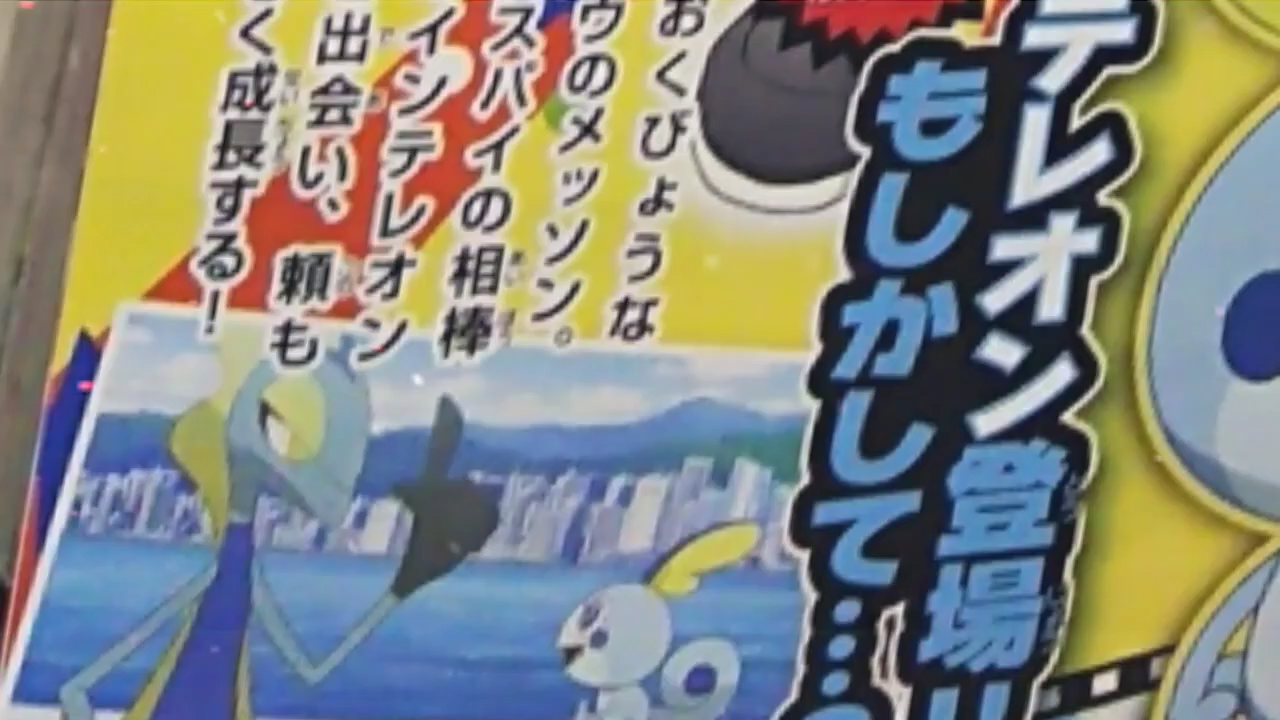 テレオン登場!!
もしかして…
おくびょうな
ウのメッソン。
スパイの相棒
インテレオン
出会い、頼も
く成長する！